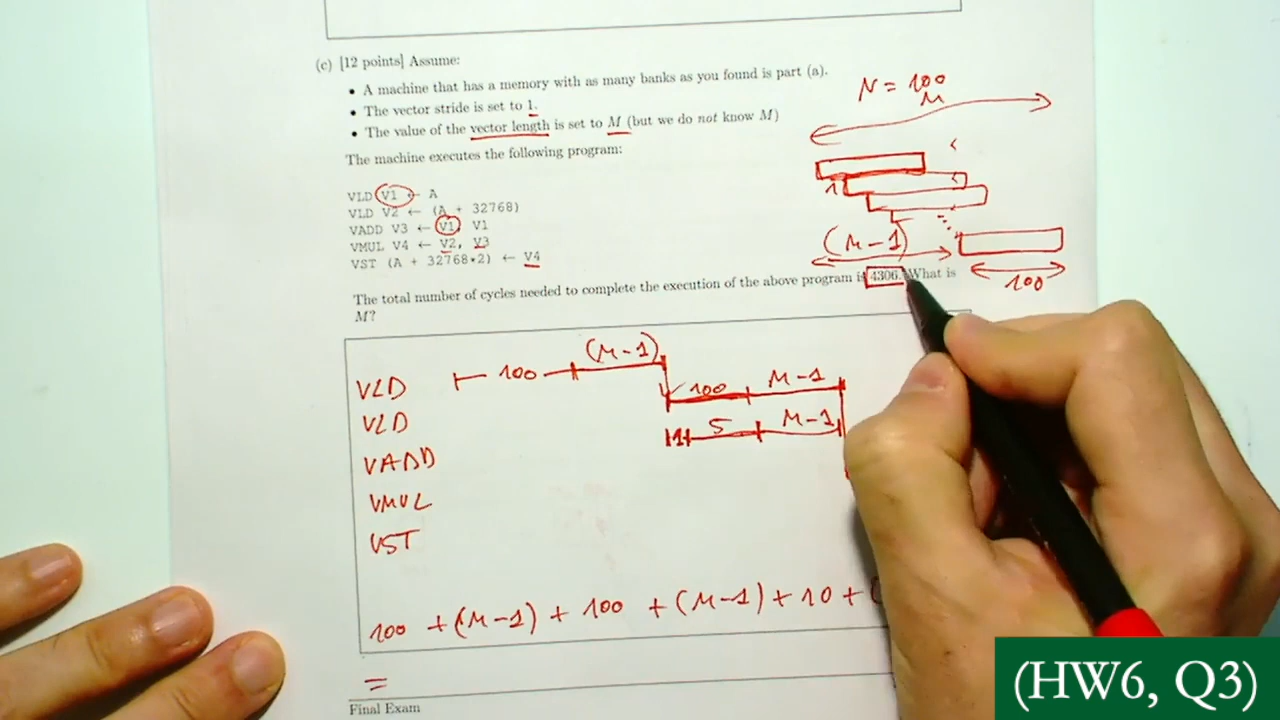 (c) [12 points] Assume:
• A machine that has a memory with as many banks as you found is part (a).
• The vector stride is set to 1.
• The value of the vector length is set to M (but we do not know M)
The machine executes the following program:
VLD V1 ← A
VLD V2 ← (A + 32768)
VADD V3 ← V1, V1
VMUL V4 ← V2, V3
VST (A + 32768*2) ← V4
The total number of cycles needed to complete the execution of the above program is 4306. What is
M?
N = 100
M
1
(M-1)
100
VLD 100 (M-1)
VLD 100 M-1
VADD 1 5 M-1
VMUL
VST
100 + (M-1) + 100 + (M-1) + 10 + (
=
Final Exam
(HW6, Q3)